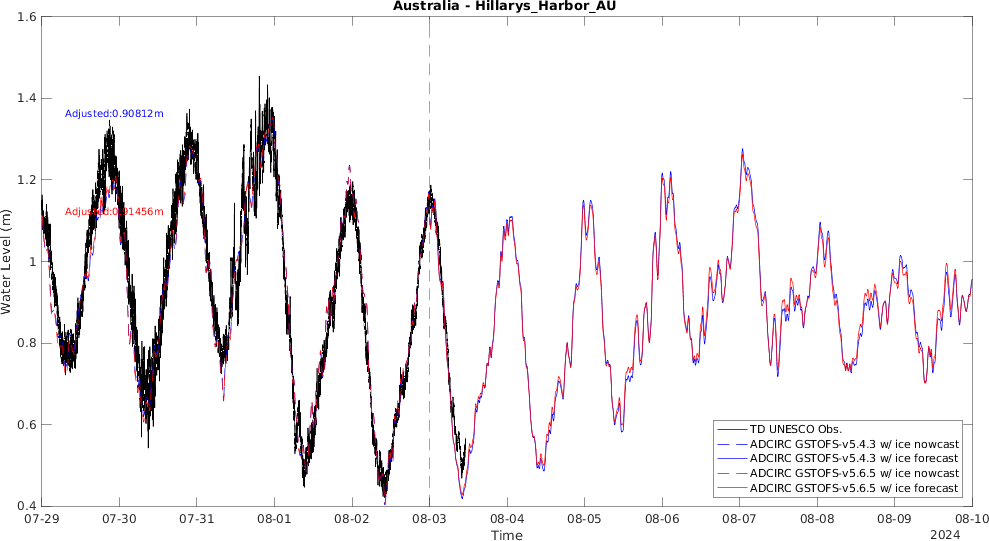 Australia - Hillarys_Harbor_AU
1.6
1.4
1.2
1
0.8
0.6
0.4
Water Level (m)
Adjusted:0.90812m
Adjusted:0.91456m
TD UNESCO Obs.
ADCIRC GSTOFS-v5.4.3 w/ ice nowcast
ADCIRC GSTOFS-v5.4.3 w/ ice forecast
ADCIRC GSTOFS-v5.6.5 w/ ice nowcast
ADCIRC GSTOFS-v5.6.5 w/ ice forecast
07-29 07-30 07-31 08-01 08-02 08-03 08-04 08-05 08-06 08-07 08-08 08-09 08-10
Time
2024